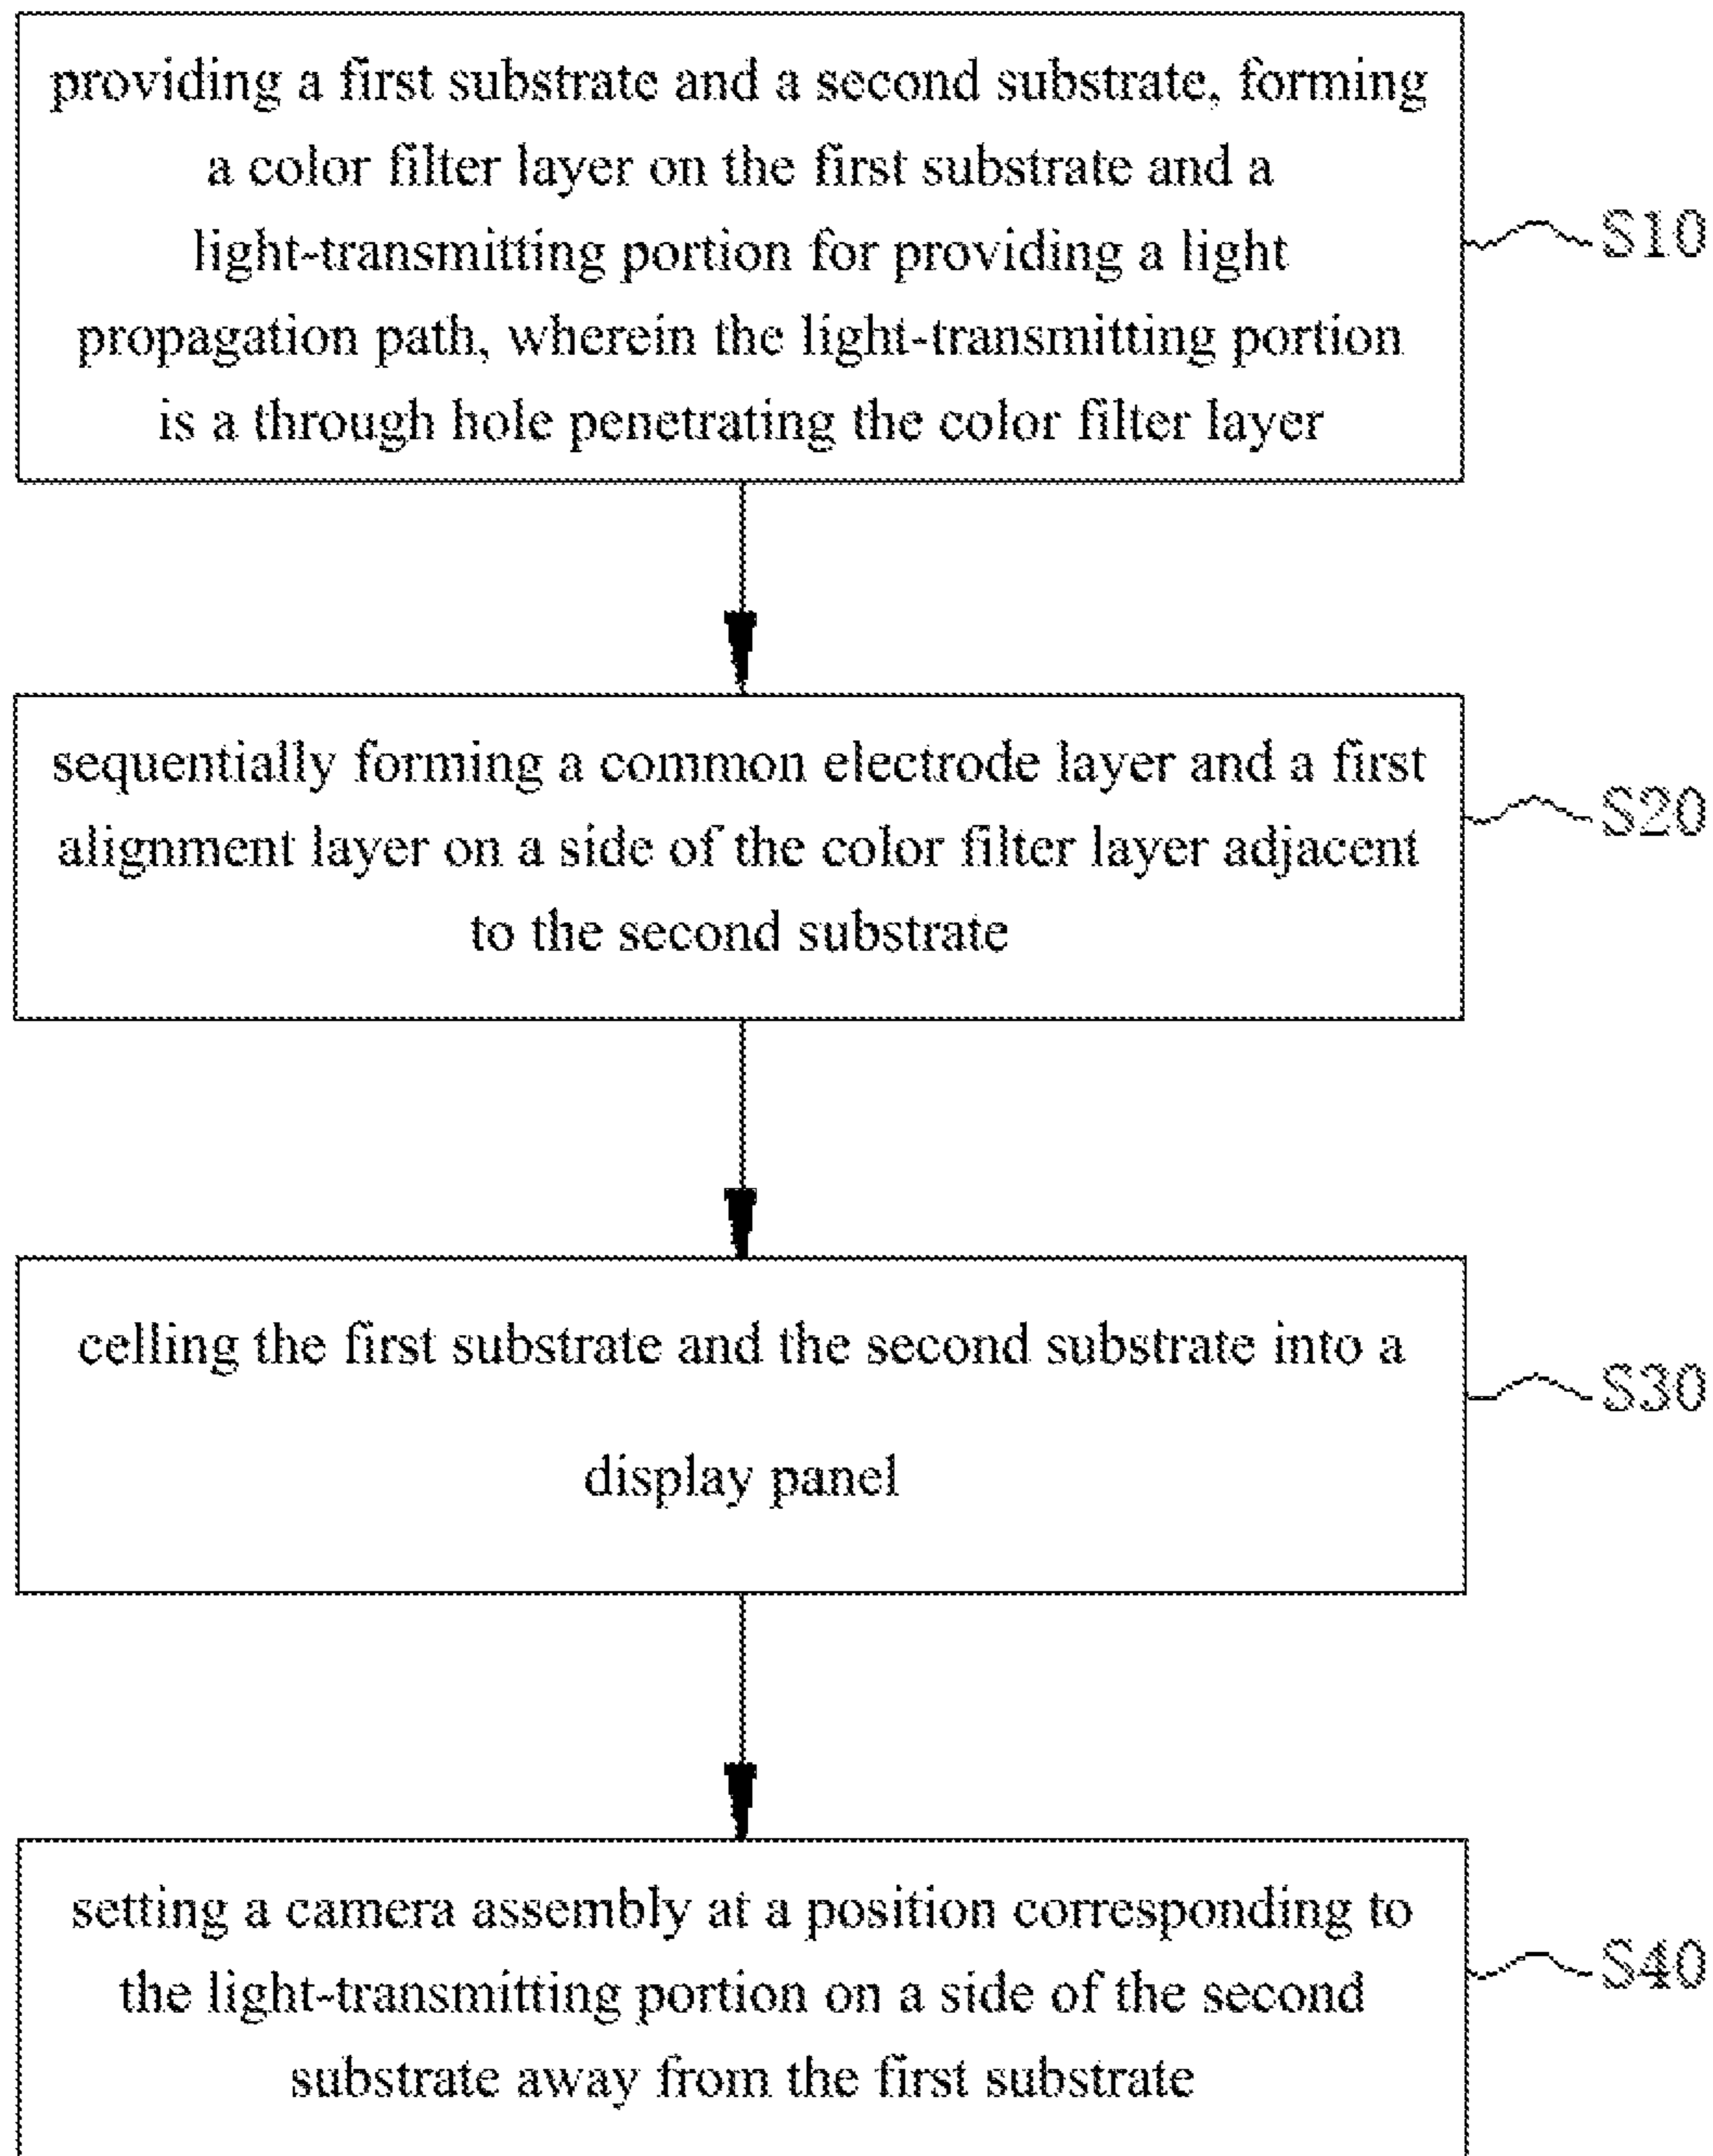 providing a first substrate and a second substrate, forming
a color filter layer on the first substrate and a
light-transmitting portion for providing a light
propagation path, wherein the light-transmitting portion
is a through hole penetrating the color filter layer
S10
sequentially forming a common electrode layer and a first
alignment layer on a side of the color filter layer adjacent
to the second substrate
S20
celling the first substrate and the second substrate into a
display panel
S30
setting a camera assembly at a position corresponding to
the light-transmitting portion on a side of the second
substrate away from the first substrate
S40